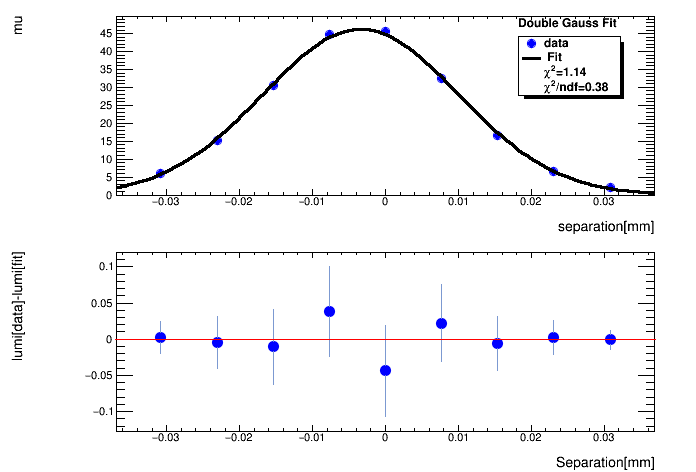 mu
Double Gauss Fit
data
Fit
χ²=1.14
χ²/ndf=0.38
45
40
35
30
25
20
15
10
5
0
−0.03 −0.02 −0.01 0 0.01 0.02 0.03
separation[mm]
lumi[data]-lumi[fit]
0.1
0.05
0
−0.05
−0.1
−0.03 −0.02 −0.01 0 0.01 0.02 0.03
Separation[mm]